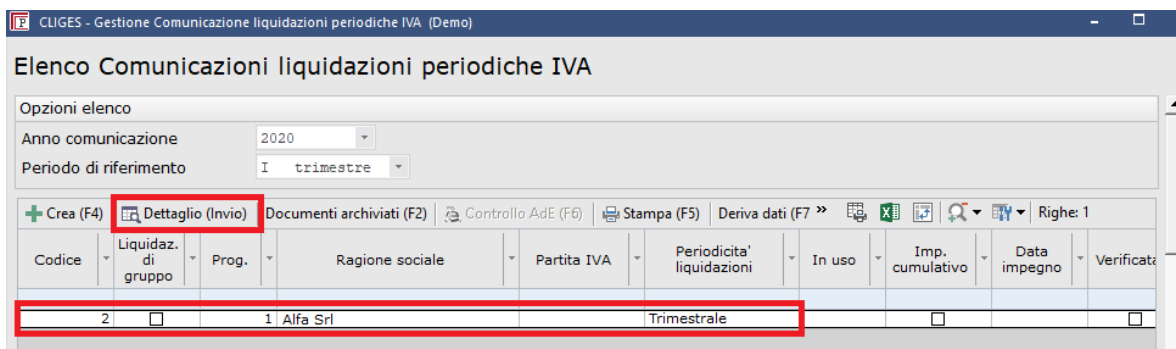 CLIGES - Gestione Comunicazione liquidazioni periodiche IVA (Demo)
Elenco Comunicazioni liquidazioni periodiche IVA
Opzioni elenco
Anno comunicazione 2020
Periodo di riferimento I trimestre
Crea (F4) Dettaglio (Invio) Documenti archiviati (F2) Controllo AdE (F6) Stampa (F5) Deriva dati (F7 » Righe: 1
Codice Liquidaz. di gruppo Prog. Ragione sociale Partita IVA Periodicita' liquidazioni In uso Imp. cumulativo Data impegno Verificata
2 1 Alfa Srl Trimestrale